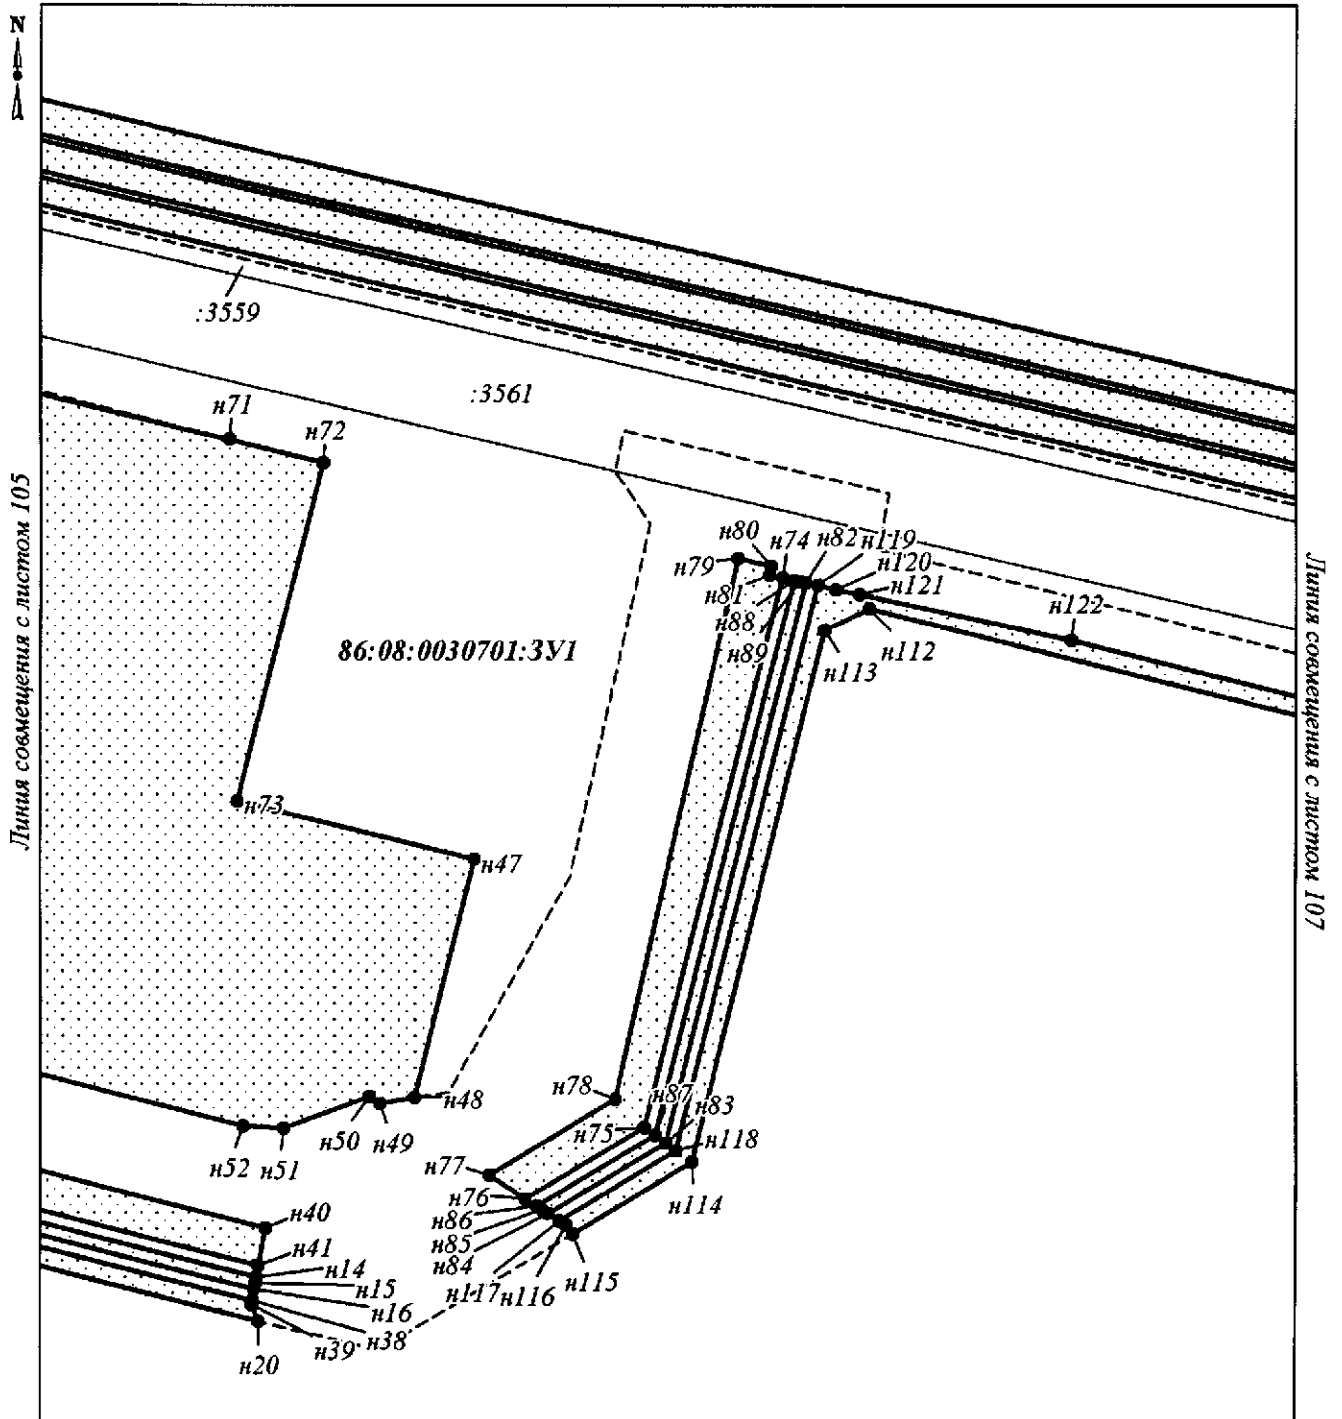 N
:3559
:3561
н71
н72
н80
н74
н82
н119
н79
н120
н81
н121
н88
н122
н89
н112
н113
86:08:0030701:ЗУ1
Линия совмещения с листом 105
Линия совмещения с листом 107
н73
н47
н78
н87
н48
н83
н50
н49
н75
н118
н52
н51
н77
н114
н76
н86
н40
н85
н41
н84
н14
н117
н116
н115
н15
н16
н38
н39
н20